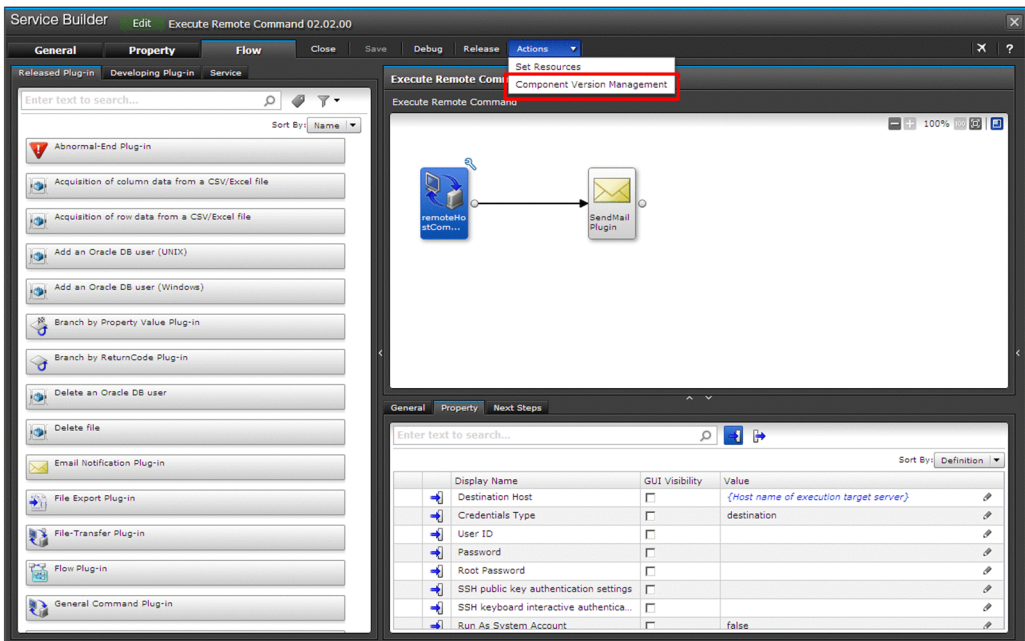 Service Builder Edit Execute Remote Command 02.02.00
General Property Flow Close Save Debug Release Actions ?
Set Resources
Component Version Management
Released Plug-in Developing Plug-in Service
Enter text to search...
Sort By: Name
Abnormal-End Plug-in
Acquisition of column data from a CSV/Excel file
Acquisition of row data from a CSV/Excel file
Add an Oracle DB user (UNIX)
Add an Oracle DB user (Windows)
Branch by Property Value Plug-in
Branch by ReturnCode Plug-in
Delete an Oracle DB user
Delete file
Email Notification Plug-in
File Export Plug-in
File-Transfer Plug-in
Flow Plug-in
General Command Plug-in
Execute Remote Com
Execute Remote Command
100%
remoteHo
stCom...
SendMail
Plugin
General Property Next Steps
Enter text to search...
Sort By: Definition
Display Name GUI Visibility Value
Destination Host {Host name of execution target server}
Credentials Type destination
User ID
Password
Root Password
SSH public key authentication settings
SSH keyboard interactive authentica...
Run As System Account false